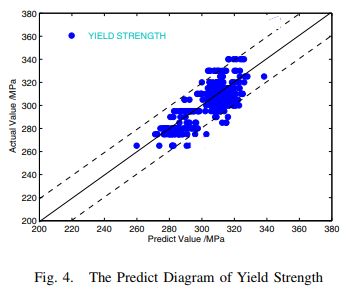 380
360
340
320
300
280
260
240
220
200
YIELD STRENGTH
Actual Value /MPa
200 220 240 260 280 300 320 340 360 380
Predict Value /MPa
Fig. 4. The Predict Diagram of Yield Strength